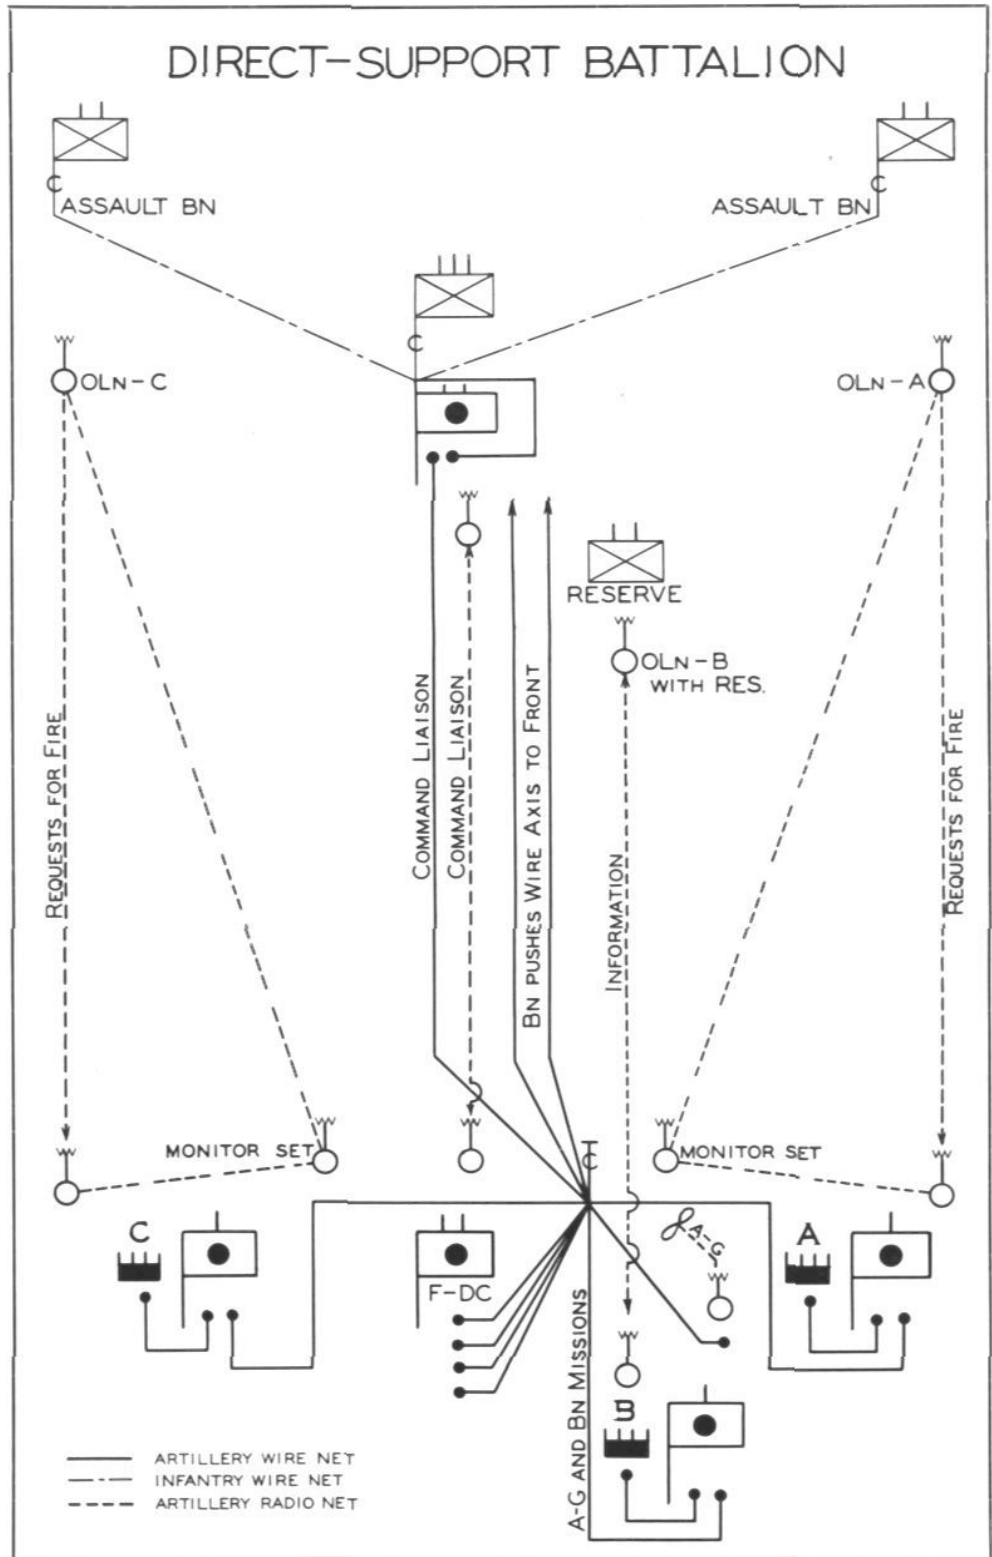 DIRECT-SUPPORT BATTALION
C
ASSAULT BN
C
ASSAULT BN
C
OLN-C
OLN-A
RESERVE
OLN-B
WITH RES.
REQUESTS FOR FIRE
COMMAND LIAISON
COMMAND LIAISON
BN PUSHES WIRE AXIS TO FRONT
INFORMATION
REQUESTS FOR FIRE
MONITOR SET
MONITOR SET
T
C
C
F-DC
A-G
A
A-G AND BN MISSIONS
B
ARTILLERY WIRE NET
INFANTRY WIRE NET
ARTILLERY RADIO NET